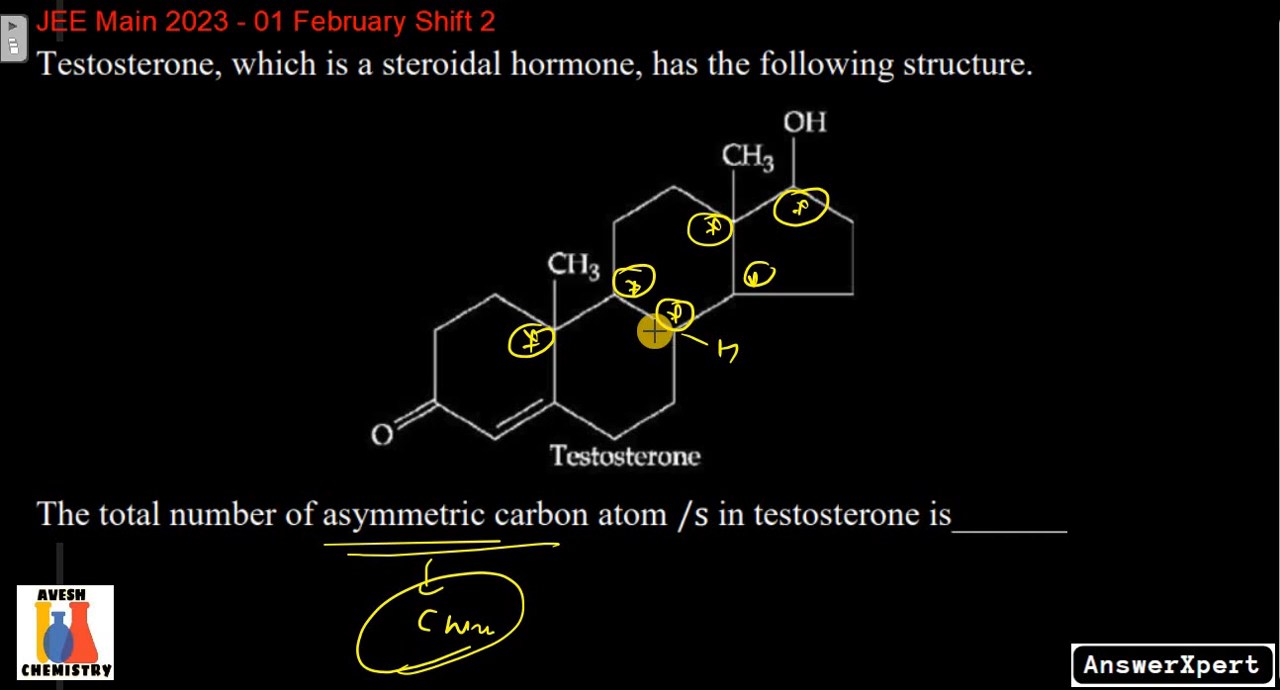 JEE Main 2023 - 01 February Shift 2
Testosterone, which is a steroidal hormone, has the following structure.
OH
CH3
CH3
H
O
Testosterone
The total number of asymmetric carbon atom /s in testosterone is______
AVESH
CHEMISTRY
AnswerXpert